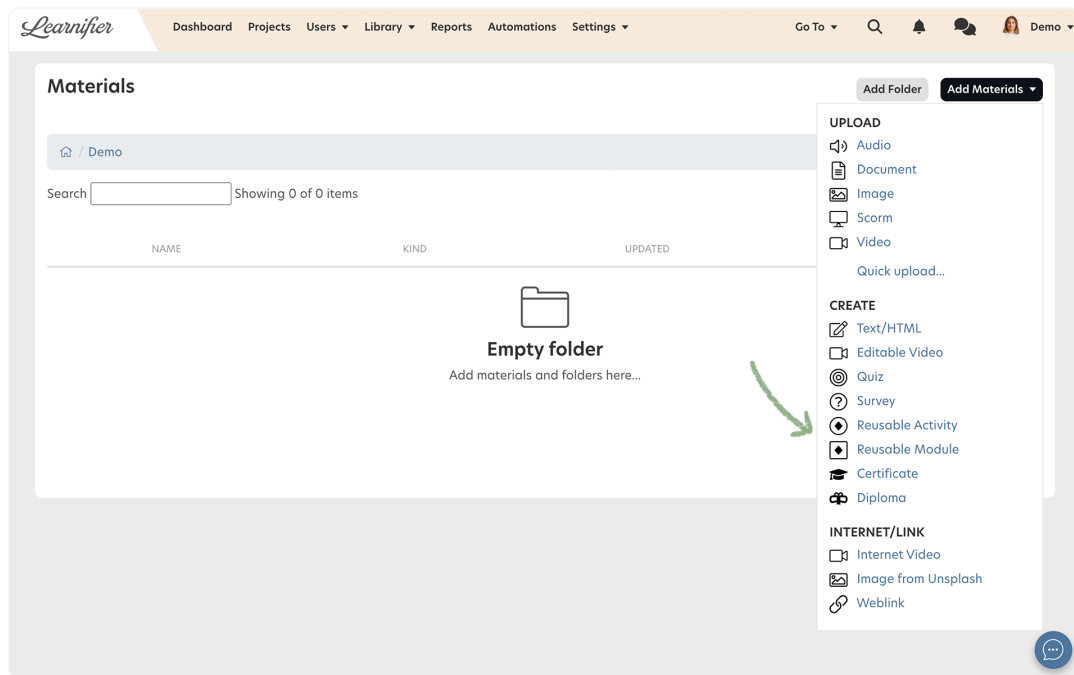 Learnifier Dashboard Projects Users Library Reports Automations Settings Go To Demo
Materials
Add Folder Add Materials
/ Demo
Search Showing 0 of 0 items
NAME KIND UPDATED
Empty folder
Add materials and folders here...
UPLOAD
Audio
Document
Image
Scorm
Video
Quick upload...
CREATE
Text/HTML
Editable Video
Quiz
Survey
Reusable Activity
Reusable Module
Certificate
Diploma
INTERNET/LINK
Internet Video
Image from Unsplash
Weblink